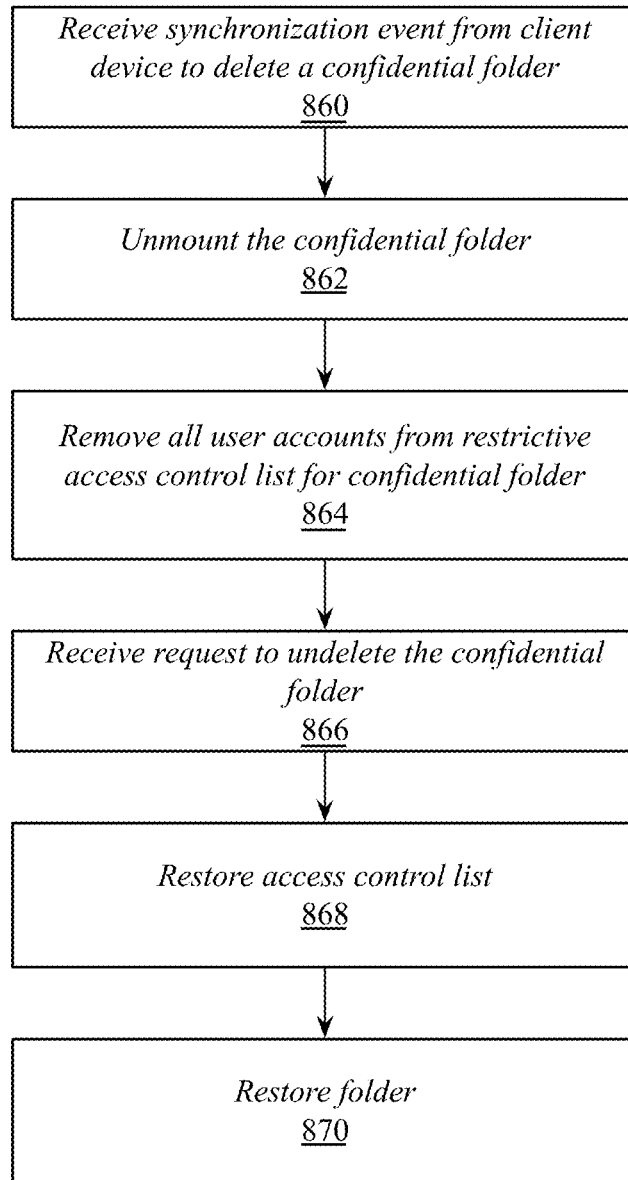 Receive synchronization event from client
device to delete a confidential folder
860
Unmount the confidential folder
862
Remove all user accounts from restrictive
access control list for confidential folder
864
Receive request to undelete the confidential
folder
866
Restore access control list
868
Restore folder
870